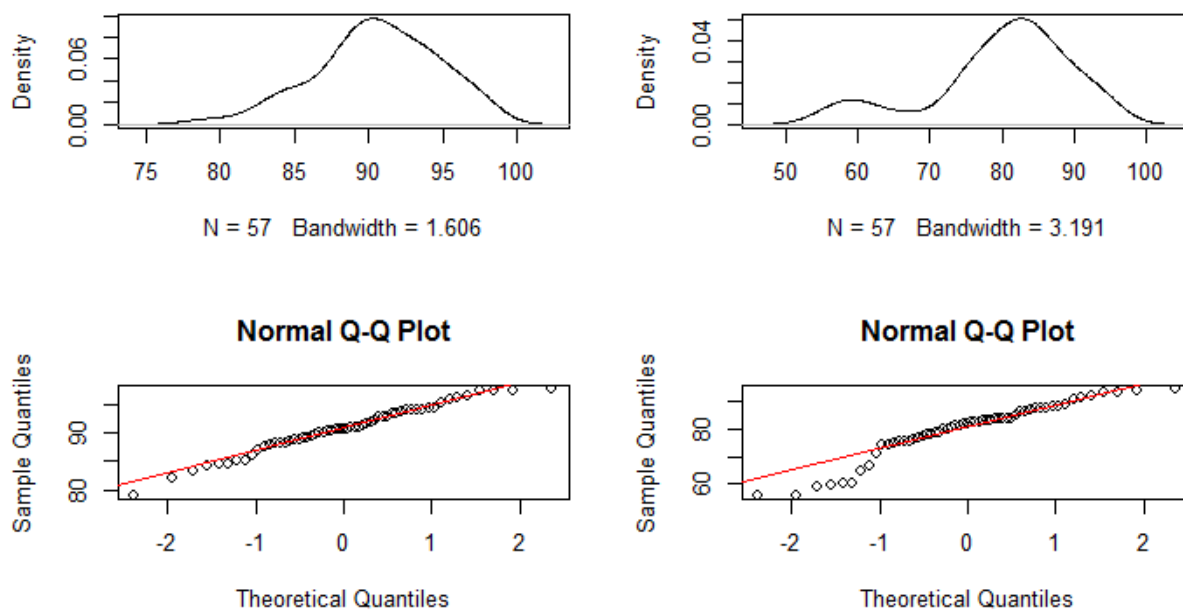 Density
0.00
0.06
75 80 85 90 95 100
N = 57 Bandwidth = 1.606
Density
0.00
0.04
50 60 70 80 90 100
N = 57 Bandwidth = 3.191
Normal Q-Q Plot
Sample Quantiles
80
90
-2 -1 0 1 2
Theoretical Quantiles
Normal Q-Q Plot
Sample Quantiles
60
80
-2 -1 0 1 2
Theoretical Quantiles